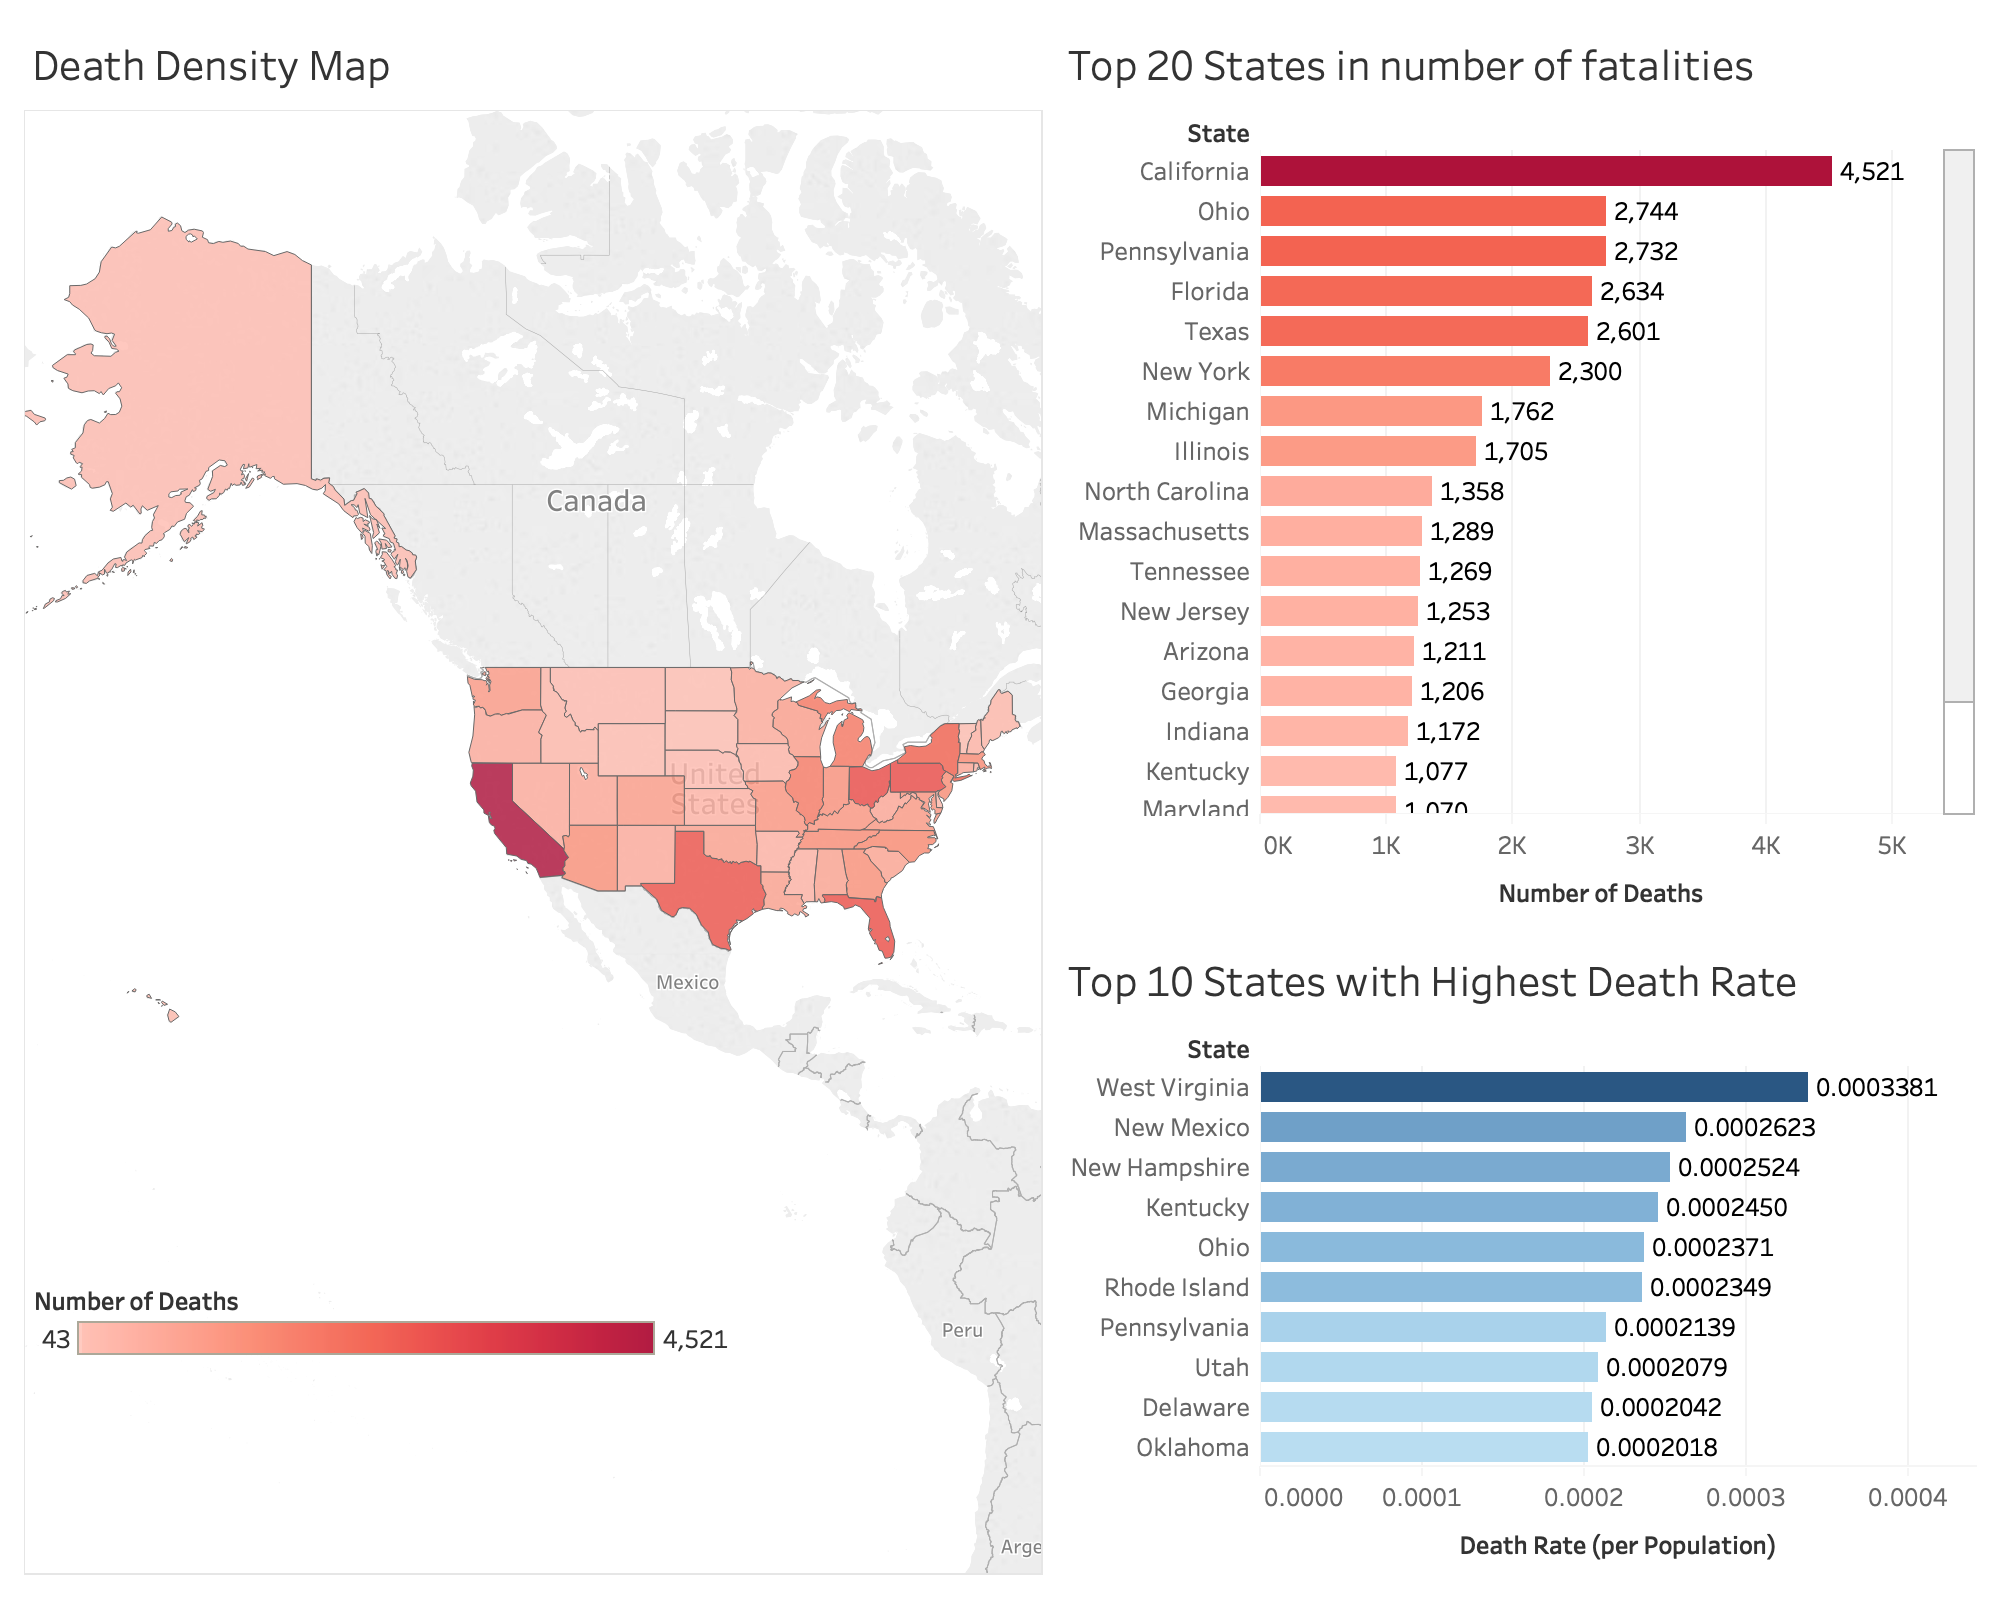 Death Density Map
Canada
United
States
Mexico
Peru
Arge
Number of Deaths
43
4,521
Top 20 States in number of fatalities
State
California 4,521
Ohio 2,744
Pennsylvania 2,732
Florida 2,634
Texas 2,601
New York 2,300
Michigan 1,762
Illinois 1,705
North Carolina 1,358
Massachusetts 1,289
Tennessee 1,269
New Jersey 1,253
Arizona 1,211
Georgia 1,206
Indiana 1,172
Kentucky 1,077
Maryland 1,070
0K 1K 2K 3K 4K 5K
Number of Deaths
Top 10 States with Highest Death Rate
State
West Virginia 0.0003381
New Mexico 0.0002623
New Hampshire 0.0002524
Kentucky 0.0002450
Ohio 0.0002371
Rhode Island 0.0002349
Pennsylvania 0.0002139
Utah 0.0002079
Delaware 0.0002042
Oklahoma 0.0002018
0.0000 0.0001 0.0002 0.0003 0.0004
Death Rate (per Population)